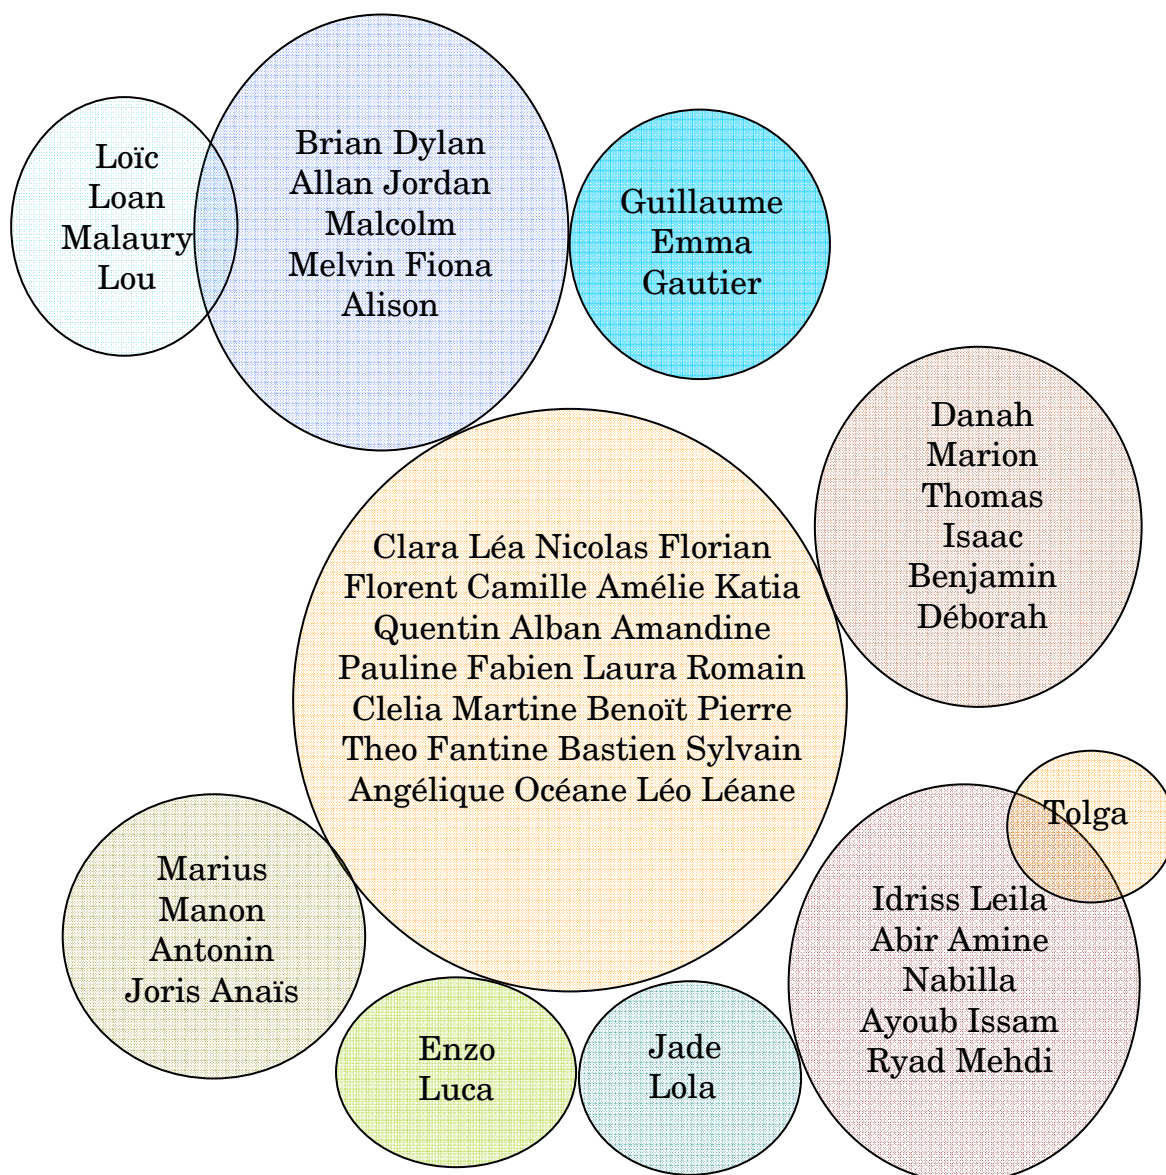 Loïc
Loan
Malaury
Lou
Brian Dylan
Allan Jordan
Malcolm
Melvin Fiona
Alison
Guillaume
Emma
Gautier
Danah
Marion
Thomas
Isaac
Benjamin
Déborah
Clara Léa Nicolas Florian
Florent Camille Amélie Katia
Quentin Alban Amandine
Pauline Fabien Laura Romain
Clelia Martine Benoït Pierre
Theo Fantine Bastien Sylvain
Angélique Océane Léo Léane
Tolga
Marius
Manon
Antonin
Joris Anaïs
Idriss Leila
Abir Amine
Nabilla
Ayoub Issam
Ryad Mehdi
Enzo
Luca
Jade
Lola